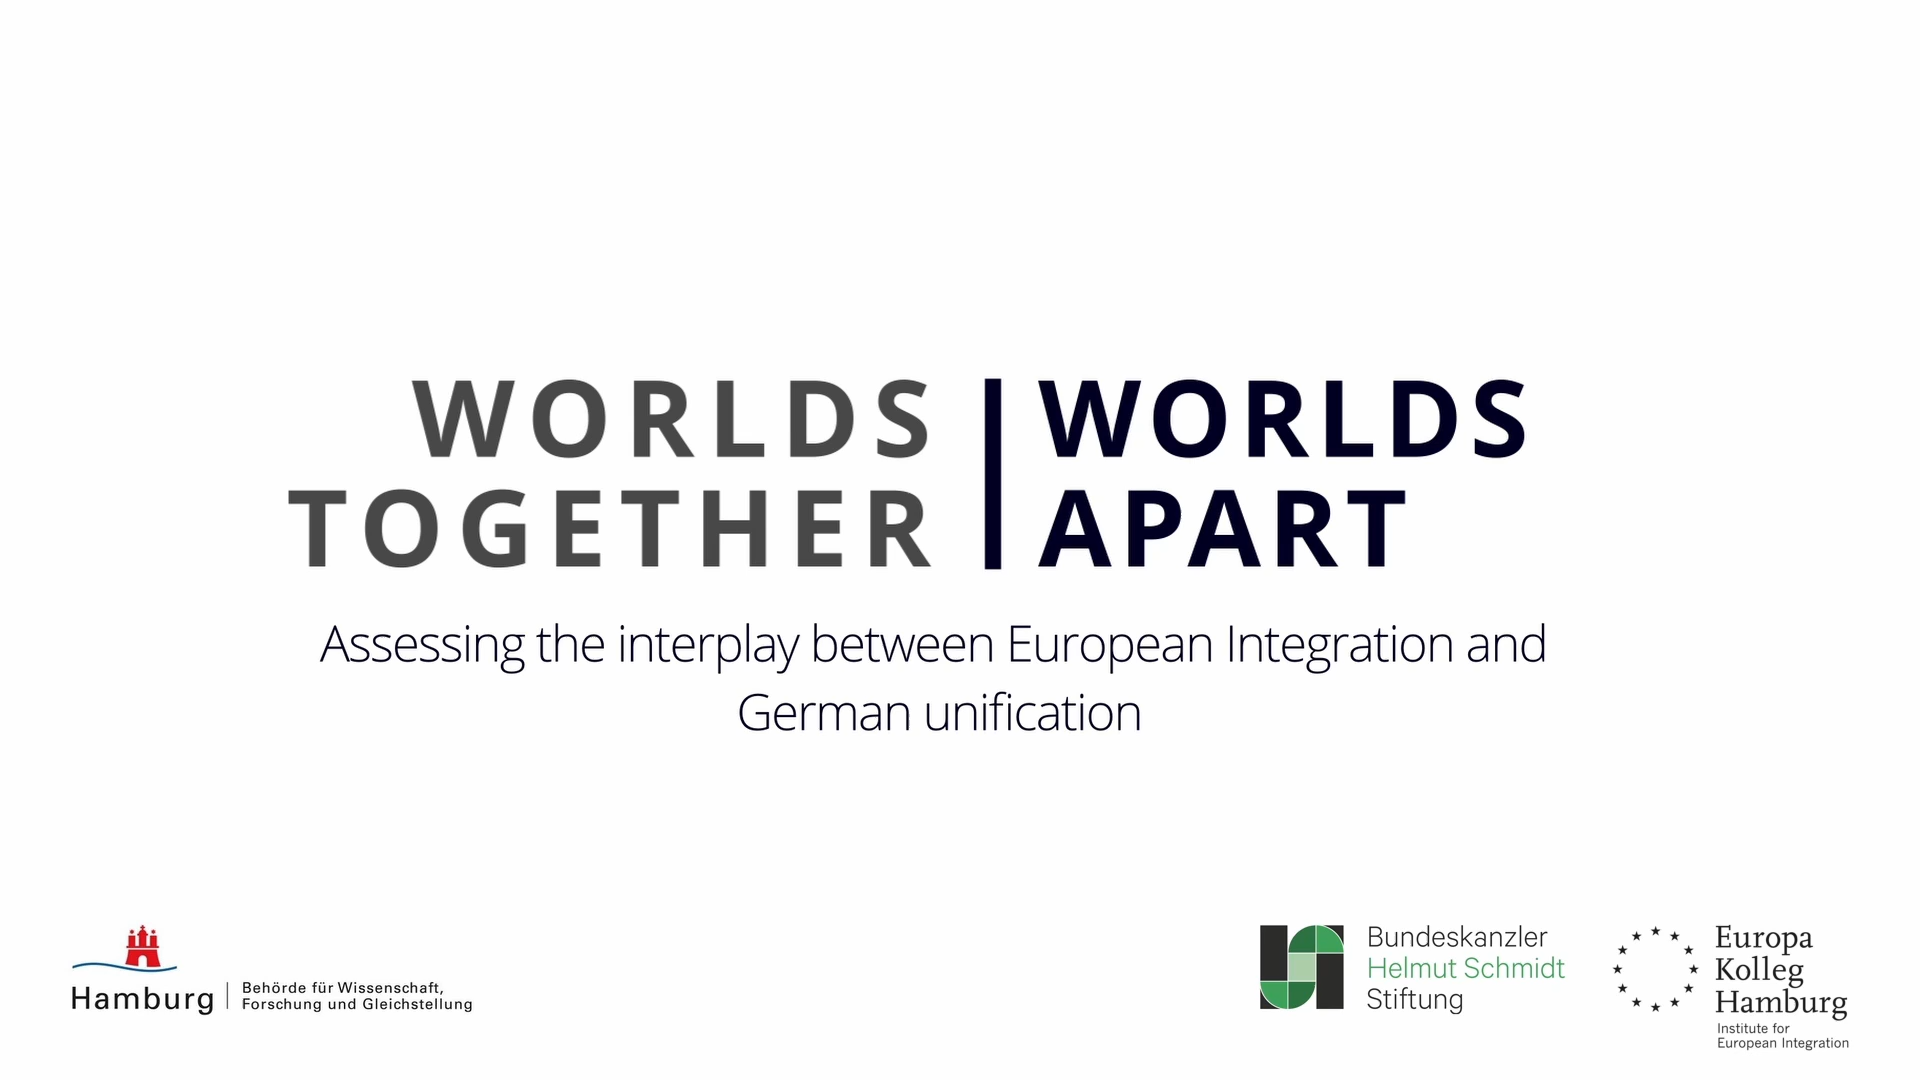 WORLDS
TOGETHER
WORLDS
APART
Assessing the interplay between European Integration and
German unification
Hamburg
Behörde für Wissenschaft,
Forschung und Gleichstellung
Bundeskanzler
Helmut Schmidt
Stiftung
Europa
Kolleg
Hamburg
Institute for
European Integration